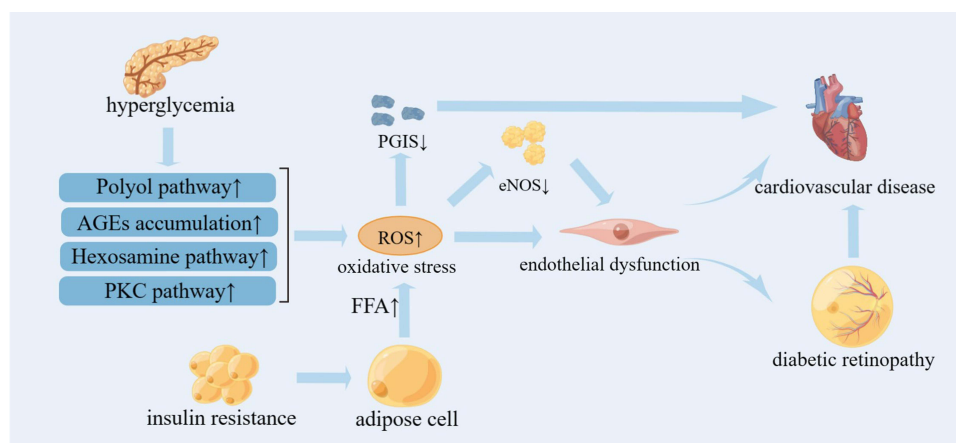 hyperglycemia
Polyol pathway↑
AGEs accumulation↑
Hexosamine pathway↑
PKC pathway↑
PGIS↓
eNOS↓
ROS↑
oxidative stress
FFA↑
insulin resistance
adipose cell
endothelial dysfunction
cardiovascular disease
diabetic retinopathy